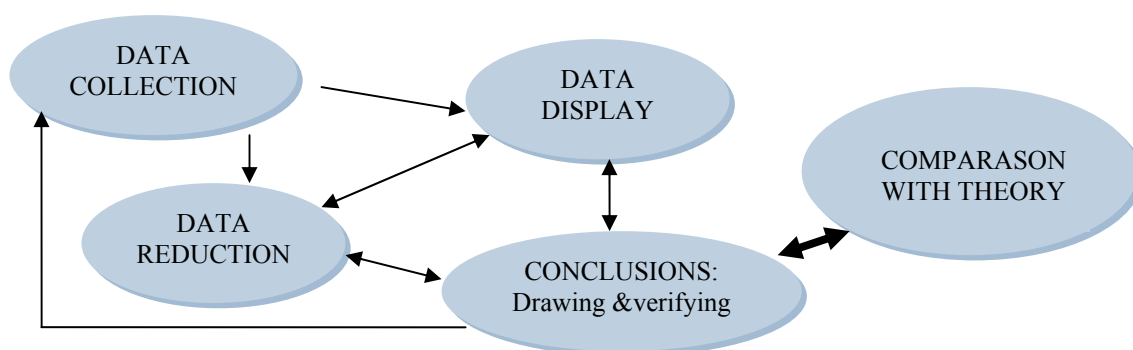 DATA
COLLECTION
DATA
DISPLAY
COMPARASON
WITH THEORY
DATA
REDUCTION
CONCLUSIONS:
Drawing &verifying